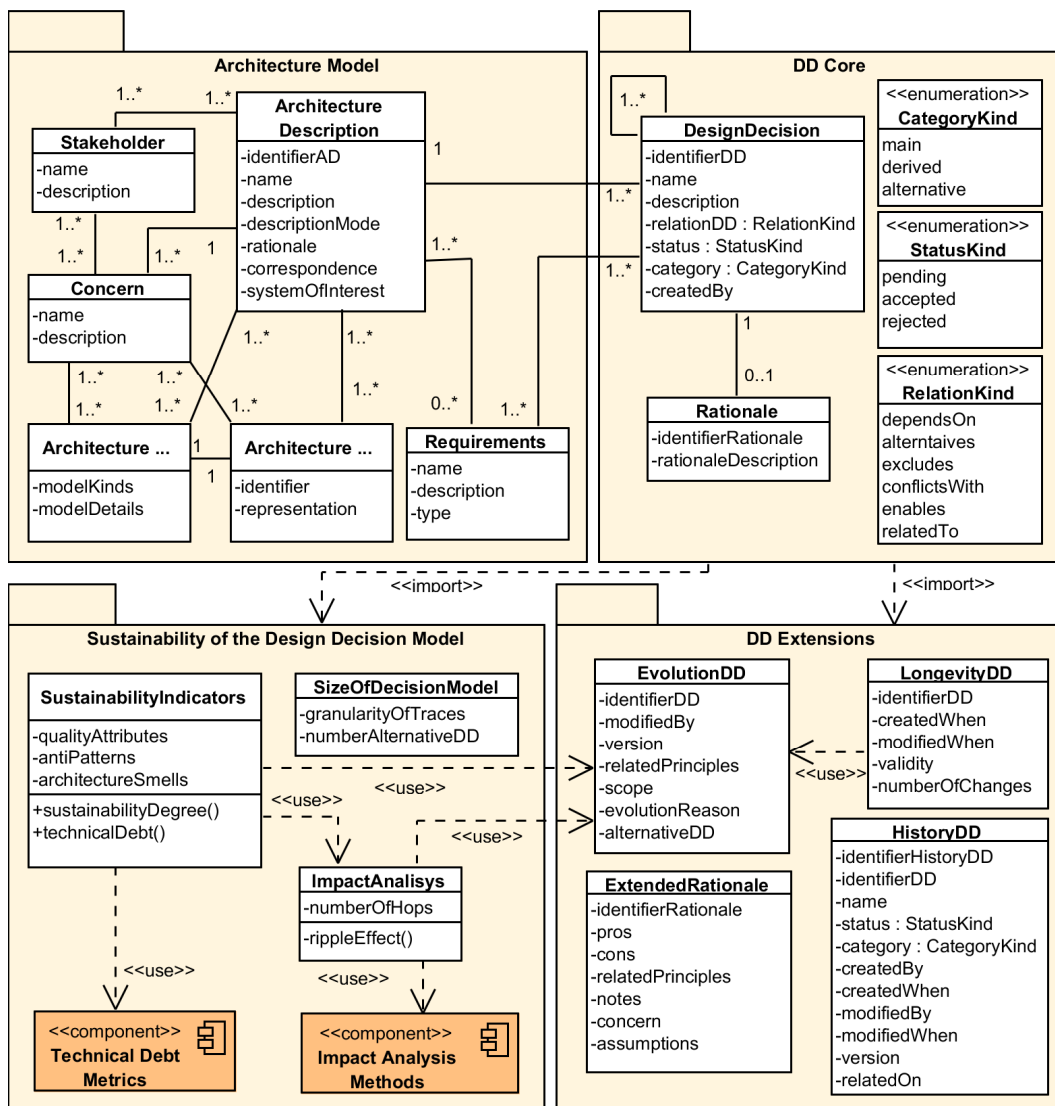 Architecture Model
1..*
1..*
Stakeholder
-name
-description
Architecture
Description
-identifierAD
-name
-description
-descriptionMode
-rationale
-correspondence
-systemOfInterest
1
1..*
1..*
1..*
1..*
1
1..*
Concern
-name
-description
1..*
1..*
1..*
1..*
1..*
1..*
1..*
1..*
0..*
1..*
Architecture ...
-modelKinds
-modelDetails
1
1
Architecture ...
-identifier
-representation
Requirements
-name
-description
-type
DD Core
1..*
DesignDecision
-identifierDD
-name
-description
-relationDD : RelationKind
-status : StatusKind
-category : CategoryKind
-createdBy
1..*
1..*
1
0..1
Rationale
-identifierRationale
-rationaleDescription
<<enumeration>>
CategoryKind
main
derived
alternative
<<enumeration>>
StatusKind
pending
accepted
rejected
<<enumeration>>
RelationKind
dependsOn
alterntaives
excludes
conflictsWith
enables
relatedTo
<<import>>
<<import>>
Sustainability of the Design Decision Model
SustainabilityIndicators
-qualityAttributes
-antiPatterns
-architectureSmells
+sustainabilityDegree()
+technicalDebt()
SizeOfDecisionModel
-granularityOfTraces
-numberAlternativeDD
<<use>>
<<use>>
<<use>>
ImpactAnalisys
-numberOfHops
-rippleEffect()
<<use>>
<<use>>
<<component>>
Technical Debt
Metrics
<<component>>
Impact Analysis
Methods
DD Extensions
EvolutionDD
-identifierDD
-modifiedBy
-version
-relatedPrinciples
-scope
-evolutionReason
-alternativeDD
LongevityDD
-identifierDD
-createdWhen
-modifiedWhen
-validity
-numberOfChanges
<<use>>
ExtendedRationale
-identifierRationale
-pros
-cons
-relatedPrinciples
-notes
-concern
-assumptions
HistoryDD
-identifierHistoryDD
-identifierDD
-name
-status : StatusKind
-category : CategoryKind
-createdBy
-createdWhen
-modifiedBy
-modifiedWhen
-version
-relatedOn